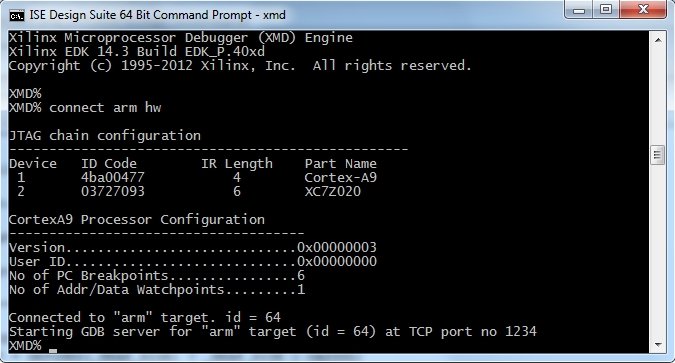 ISE Design Suite 64 Bit Command Prompt - xmd
Xilinx Microprocessor Debugger (XMD) Engine
Xilinx EDK 14.3 Build EDK_P.40xd
Copyright (c) 1995-2012 Xilinx, Inc.  All rights reserved.
XMD%
XMD% connect arm hw
JTAG chain configuration
--------------------------------------------------
Device   ID Code        IR Length    Part Name
1       4ba00477           4        Cortex-A9
2       03727093           6        XC7Z020
CortexA9 Processor Configuration
-------------------------------------
Version.............................0x00000003
User ID.............................0x00000000
No of PC Breakpoints................6
No of Addr/Data Watchpoints.........1
Connected to "arm" target. id = 64
Starting GDB server for "arm" target (id = 64) at TCP port no 1234
XMD%